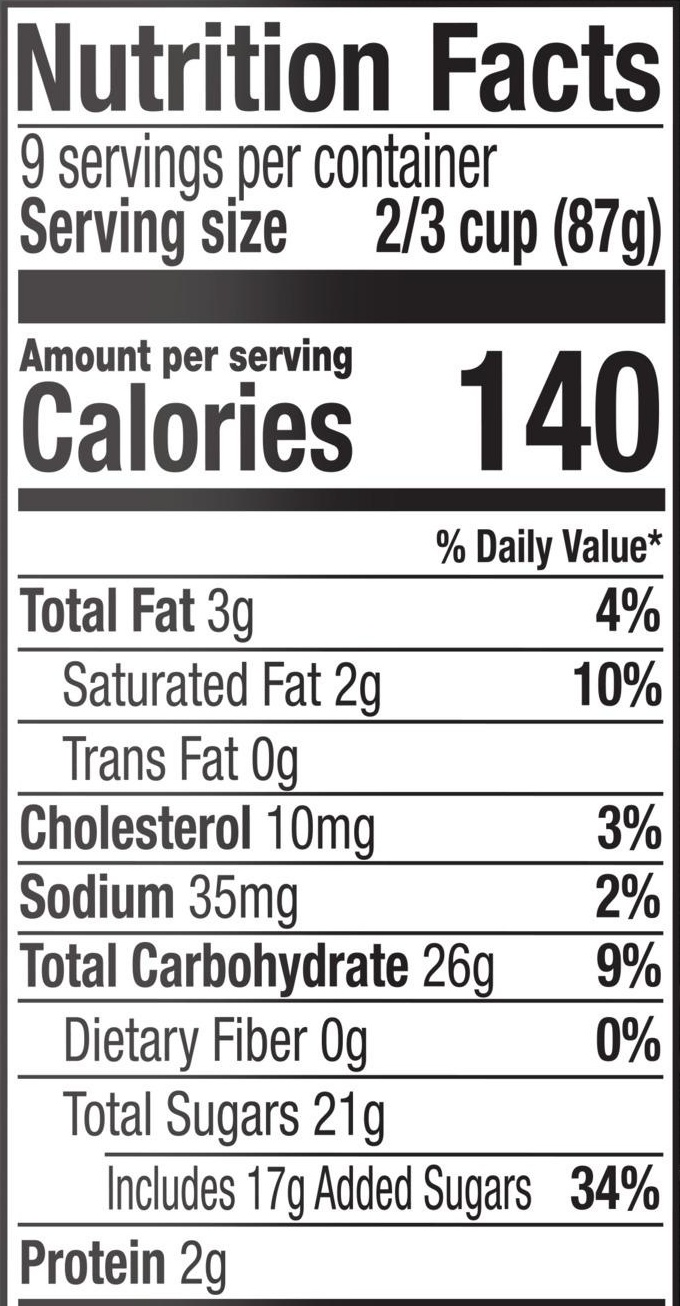 Nutrition Facts
9 servings per container
Serving size 2/3 cup (87g)
Amount per serving
Calories 140
% Daily Value*
Total Fat 3g 4%
Saturated Fat 2g 10%
Trans Fat 0g
Cholesterol 10mg 3%
Sodium 35mg 2%
Total Carbohydrate 26g 9%
Dietary Fiber 0g 0%
Total Sugars 21g
Includes 17g Added Sugars 34%
Protein 2g